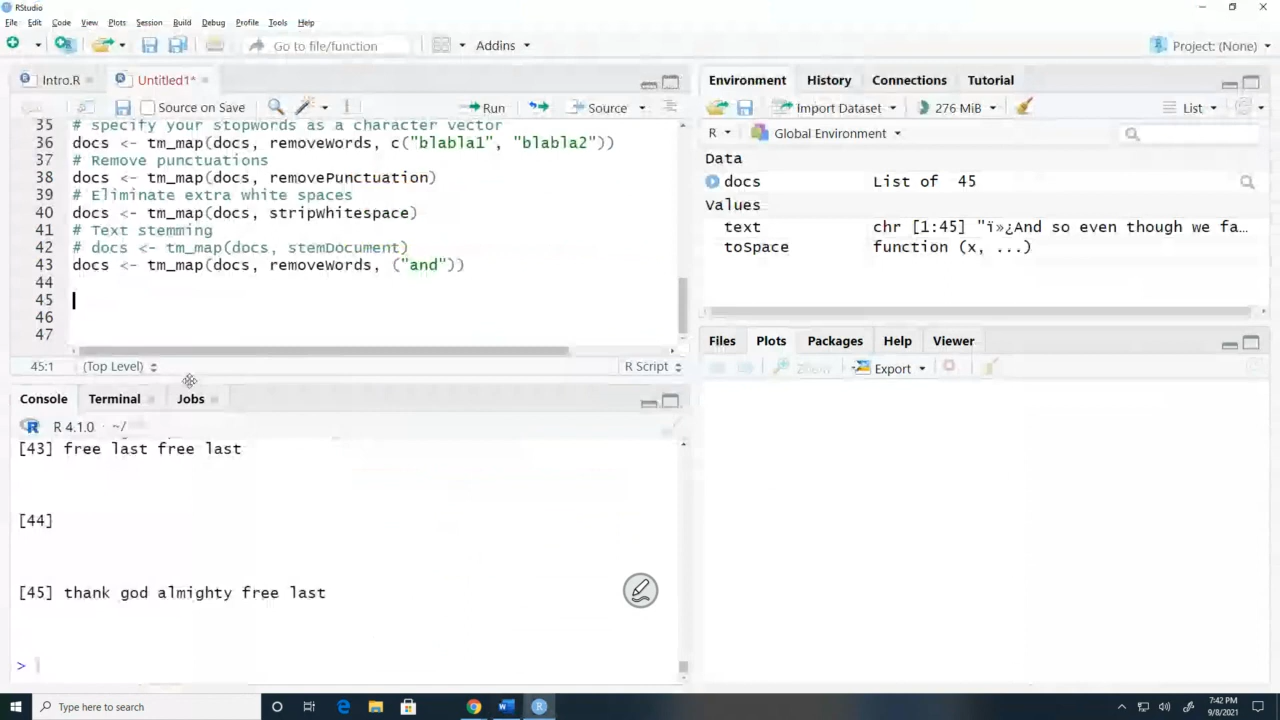 RStudio
File Edit Code View Plots Session Build Debug Profile Tools Help
Go to file/function Addins Project: (None)
Intro.R Untitled1*
Source on Save Run Source
35 # specify your stopwords as a character vector
36 docs <- tm_map(docs, removeWords, c("blabla1", "blabla2"))
37 # Remove punctuations
38 docs <- tm_map(docs, removePunctuation)
39 # Eliminate extra white spaces
40 docs <- tm_map(docs, stripWhitespace)
41 # Text stemming
42 # docs <- tm_map(docs, stemDocument)
43 docs <- tm_map(docs, removeWords, ("and"))
44
45
46
47
45:1 (Top Level) R Script
Console Terminal Jobs
R 4.1.0 · ~/
[43] free last free last
[44]
[45] thank god almighty free last
>
Environment History Connections Tutorial
Import Dataset 276 MiB List
R Global Environment
Data
docs List of 45
Values
text chr [1:45] "ï»¿And so even though we fa…
toSpace function (x, ...)
Files Plots Packages Help Viewer
Zoom Export
Type here to search
7:42 PM
9/8/2021